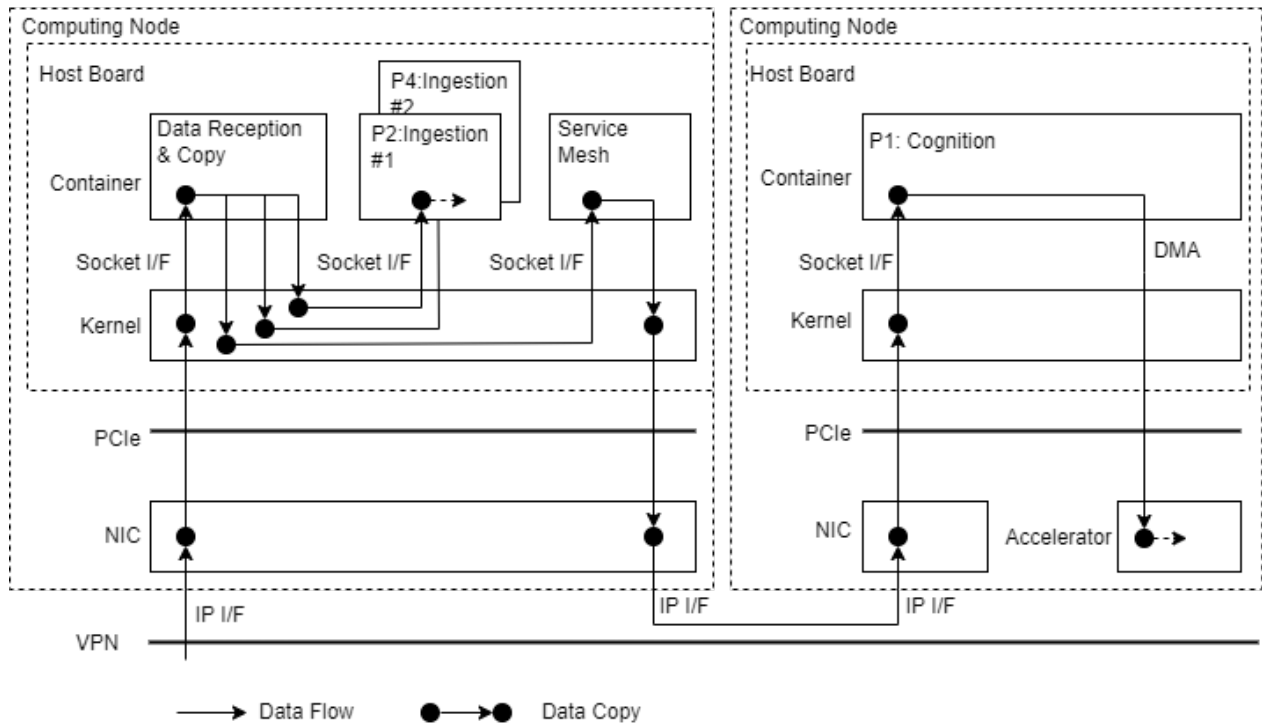 Computing Node
Host Board
P4:Ingestion
#2
Data Reception
& Copy
P2:Ingestion
#1
Service
Mesh
Container
Socket I/F
Socket I/F
Socket I/F
Kernel
PCIe
NIC
IP I/F
IP I/F
Computing Node
Host Board
P1: Cognition
Container
Socket I/F
DMA
Kernel
PCIe
NIC
Accelerator
IP I/F
VPN
Data Flow
Data Copy